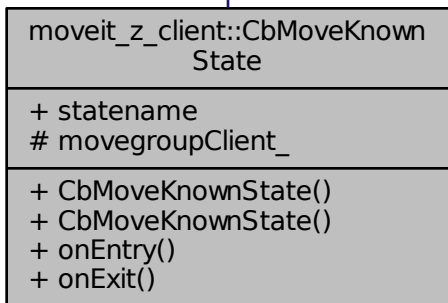 moveit_z_client::CbMoveKnown
State
+ statename
# movegroupClient_
+ CbMoveKnownState()
+ CbMoveKnownState()
+ onEntry()
+ onExit()